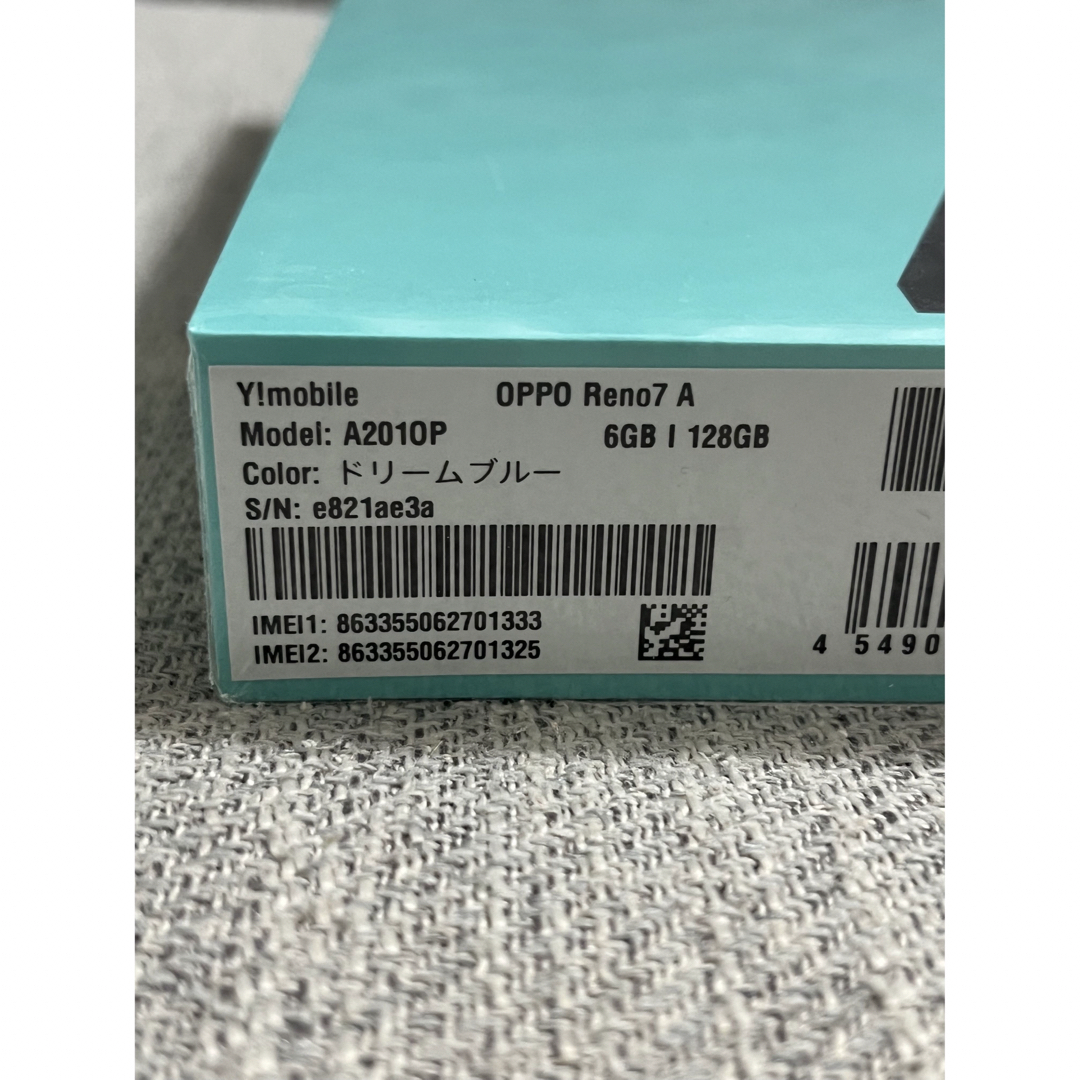 Y!mobile OPPO Reno7 A
Model: A201OP 6GB | 128GB
Color: ドリームブルー
S/N: e821ae3a
IMEI1: 863355062701333
IMEI2: 863355062701325
4 5490